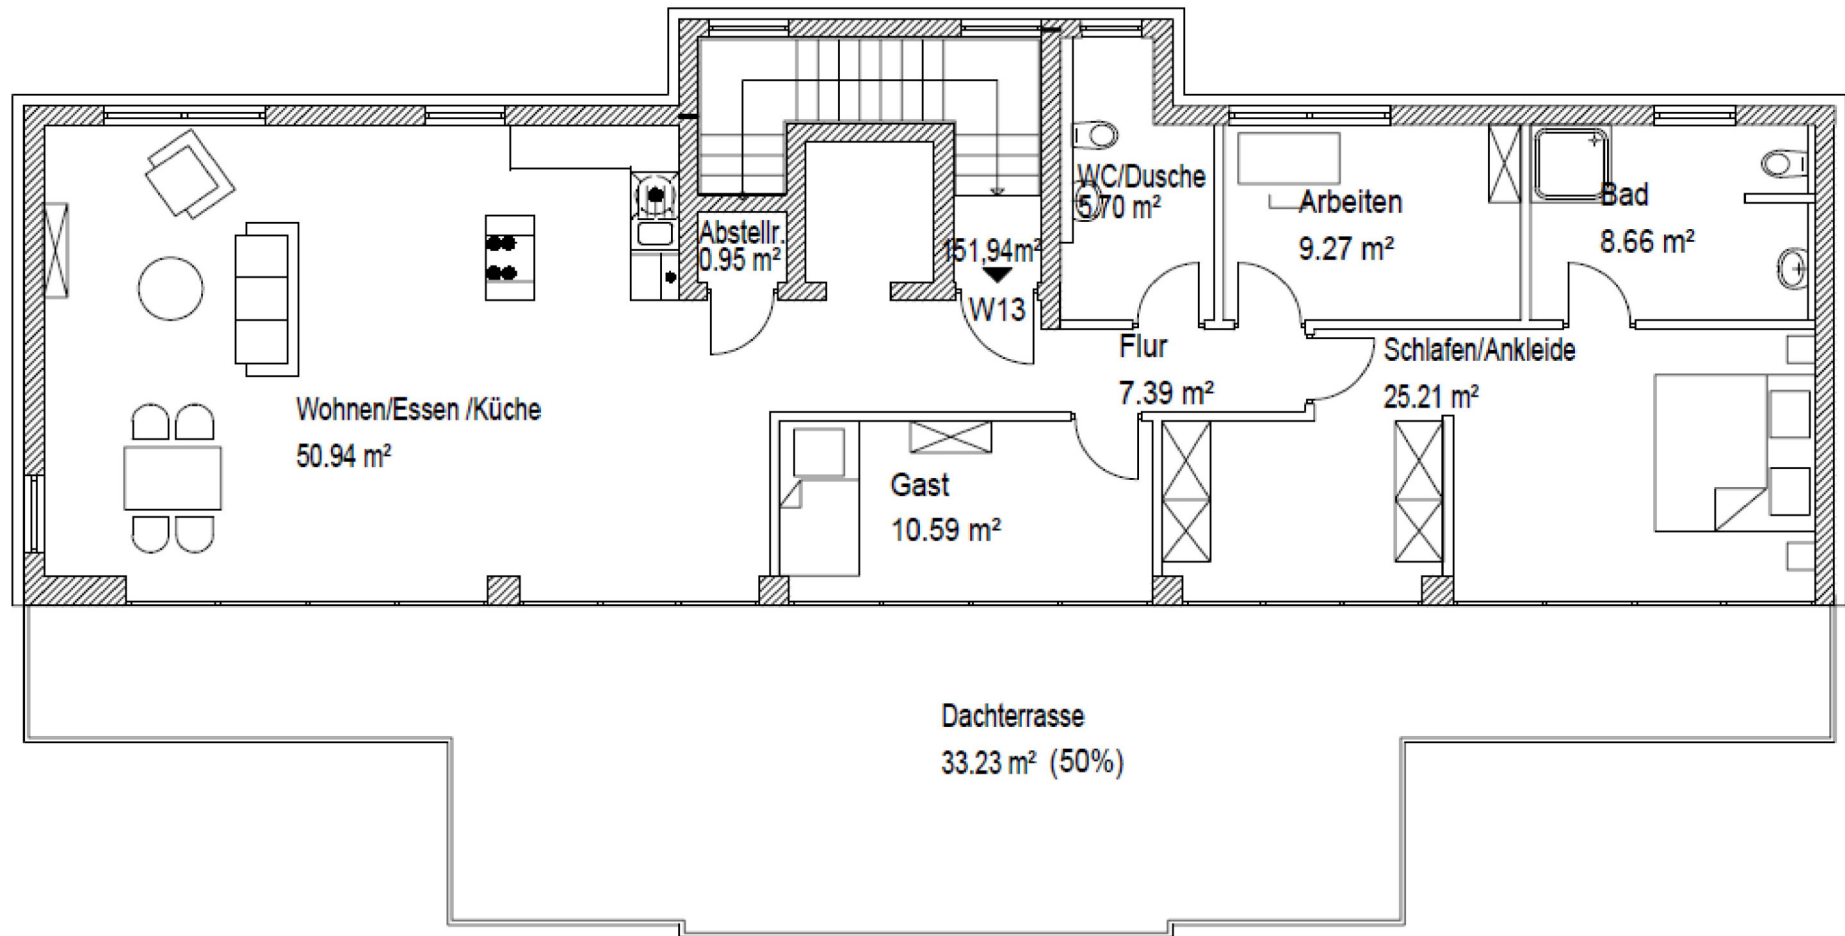 WC/Dusche
5.70 m²
Arbeiten
9.27 m²
Bad
8.66 m²
Abstellr.
0.95 m²
151,94m²
W13
Flur
7.39 m²
Schlafen/Ankleide
25.21 m²
Wohnen/Essen /Küche
50.94 m²
Gast
10.59 m²
Dachterrasse
33.23 m² (50%)